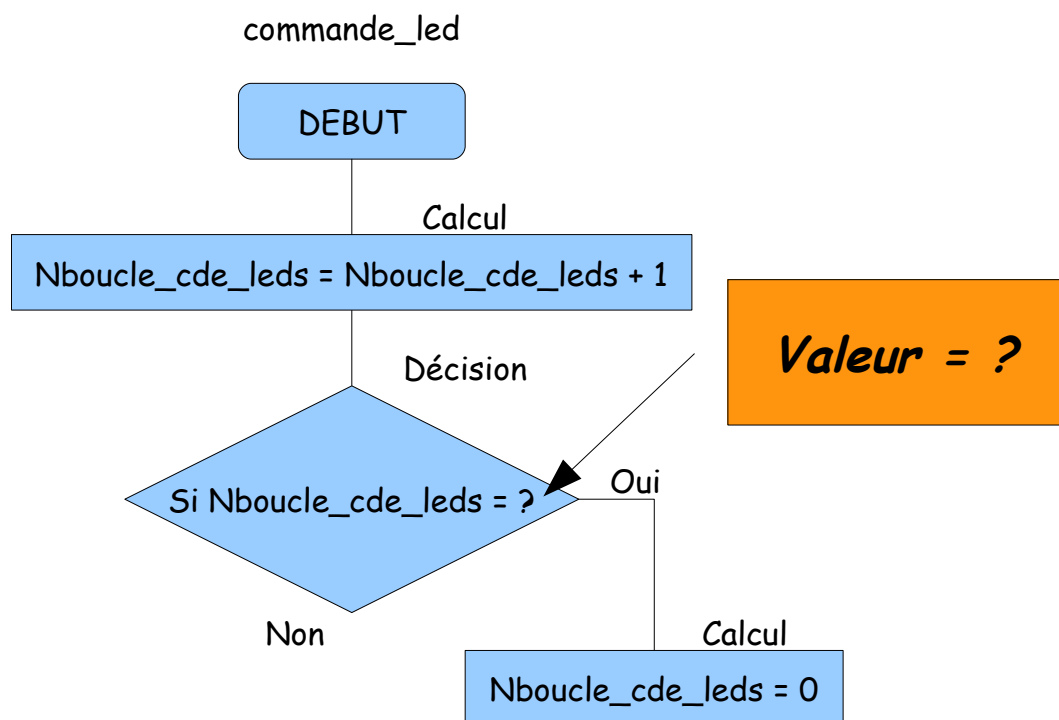 commande_led
DEBUT
Calcul
Nboucle_cde_leds = Nboucle_cde_leds + 1
Valeur = ?
Décision
Si Nboucle_cde_leds = ?
Oui
Non
Calcul
Nboucle_cde_leds = 0